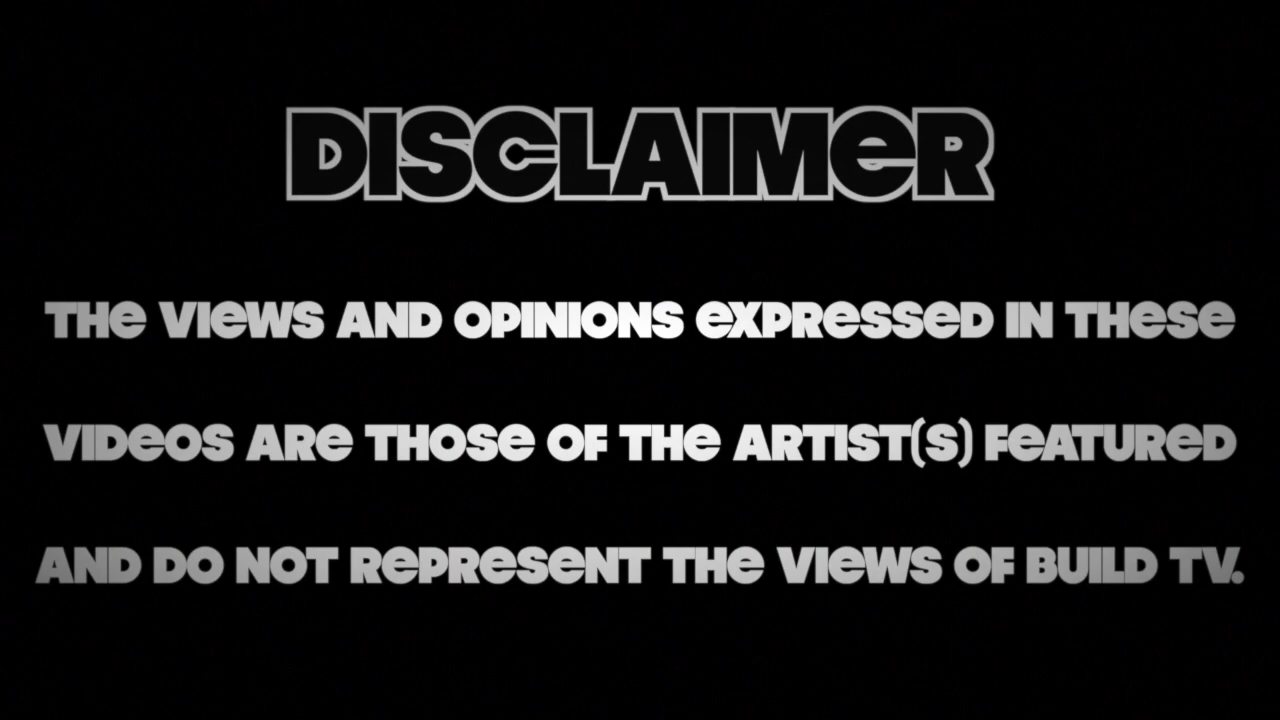 DISCLAIMeR
THe VIeWS AND OPINIONS eXPReSSeD IN THeSe
VIDeOS ARe THOSe OF THe ARTIST(S) FeATUReD
AND DO NOT RePReSeNT THe VIeWS OF BUILD TV.